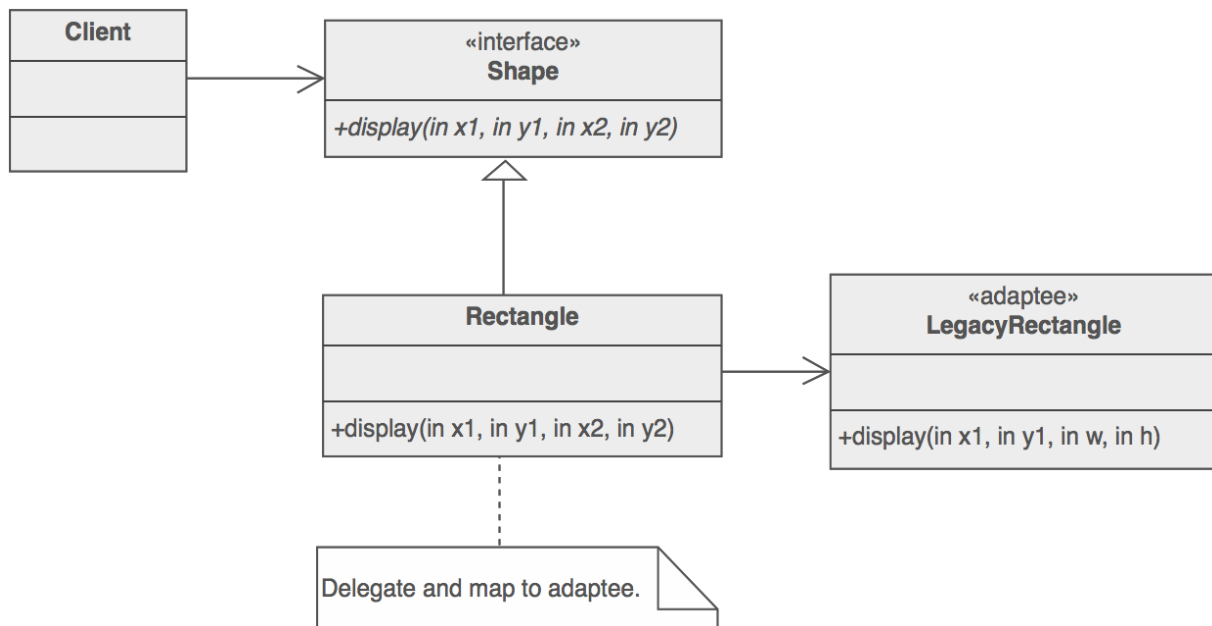 Client
«interface»
Shape
+display(in x1, in y1, in x2, in y2)
Rectangle
+display(in x1, in y1, in x2, in y2)
«adaptee»
LegacyRectangle
+display(in x1, in y1, in w, in h)
Delegate and map to adaptee.